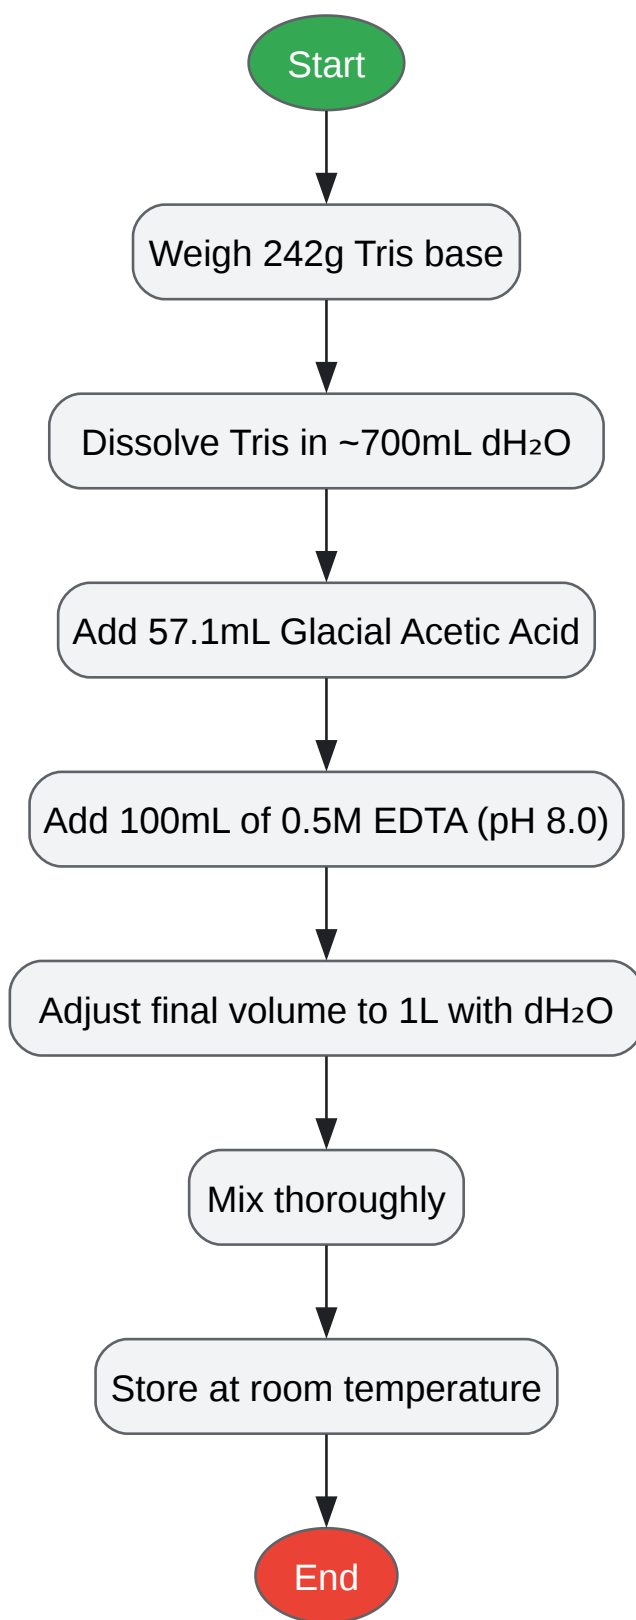 Start
Weigh 242g Tris base
Dissolve Tris in ~700mL dH₂O
Add 57.1mL Glacial Acetic Acid
Add 100mL of 0.5M EDTA (pH 8.0)
Adjust final volume to 1L with dH₂O
Mix thoroughly
Store at room temperature
End